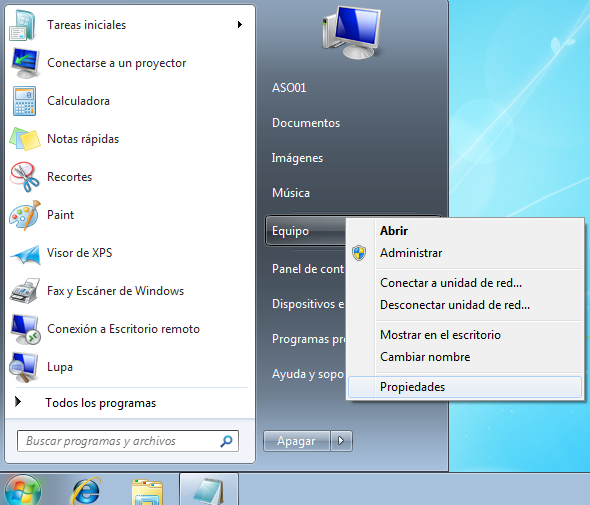 Tareas iniciales
Conectarse a un proyector
Calculadora
Notas rápidas
Recortes
Paint
Visor de XPS
Fax y Escáner de Windows
Conexión a Escritorio remoto
Lupa
Todos los programas
Buscar programas y archivos
ASO01
Documentos
Imágenes
Música
Equipo
Panel de cont
Dispositivos e
Programas pre
Ayuda y sopo
Apagar
Abrir
Administrar
Conectar a unidad de red...
Desconectar unidad de red...
Mostrar en el escritorio
Cambiar nombre
Propiedades